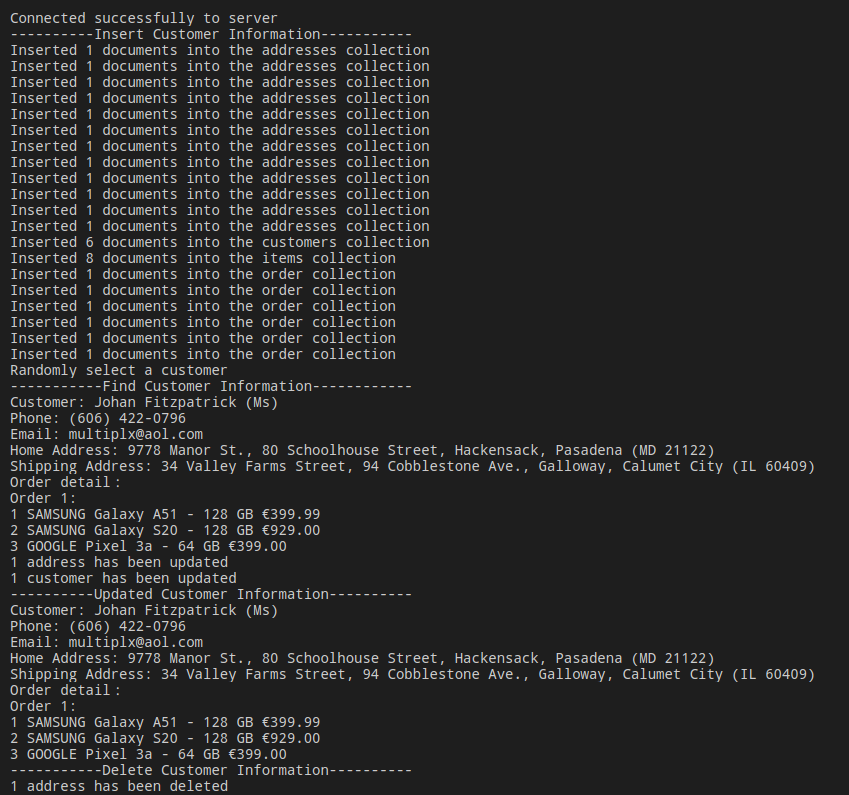 Connected successfully to server
----------Insert Customer Information-----------
Inserted 1 documents into the addresses collection
Inserted 1 documents into the addresses collection
Inserted 1 documents into the addresses collection
Inserted 1 documents into the addresses collection
Inserted 1 documents into the addresses collection
Inserted 1 documents into the addresses collection
Inserted 1 documents into the addresses collection
Inserted 1 documents into the addresses collection
Inserted 1 documents into the addresses collection
Inserted 1 documents into the addresses collection
Inserted 1 documents into the addresses collection
Inserted 1 documents into the addresses collection
Inserted 6 documents into the customers collection
Inserted 8 documents into the items collection
Inserted 1 documents into the order collection
Inserted 1 documents into the order collection
Inserted 1 documents into the order collection
Inserted 1 documents into the order collection
Inserted 1 documents into the order collection
Inserted 1 documents into the order collection
Randomly select a customer
-----------Find Customer Information------------
Customer: Johan Fitzpatrick (Ms)
Phone: (606) 422-0796
Email: multiplx@aol.com
Home Address: 9778 Manor St., 80 Schoolhouse Street, Hackensack, Pasadena (MD 21122)
Shipping Address: 34 Valley Farms Street, 94 Cobblestone Ave., Galloway, Calumet City (IL 60409)
Order detail：
Order 1:
1 SAMSUNG Galaxy A51 - 128 GB €399.99
2 SAMSUNG Galaxy S20 - 128 GB €929.00
3 GOOGLE Pixel 3a - 64 GB €399.00
1 address has been updated
1 customer has been updated
----------Updated Customer Information----------
Customer: Johan Fitzpatrick (Ms)
Phone: (606) 422-0796
Email: multiplx@aol.com
Home Address: 9778 Manor St., 80 Schoolhouse Street, Hackensack, Pasadena (MD 21122)
Shipping Address: 34 Valley Farms Street, 94 Cobblestone Ave., Galloway, Calumet City (IL 60409)
Order detail：
Order 1:
1 SAMSUNG Galaxy A51 - 128 GB €399.99
2 SAMSUNG Galaxy S20 - 128 GB €929.00
3 GOOGLE Pixel 3a - 64 GB €399.00
-----------Delete Customer Information----------
1 address has been deleted